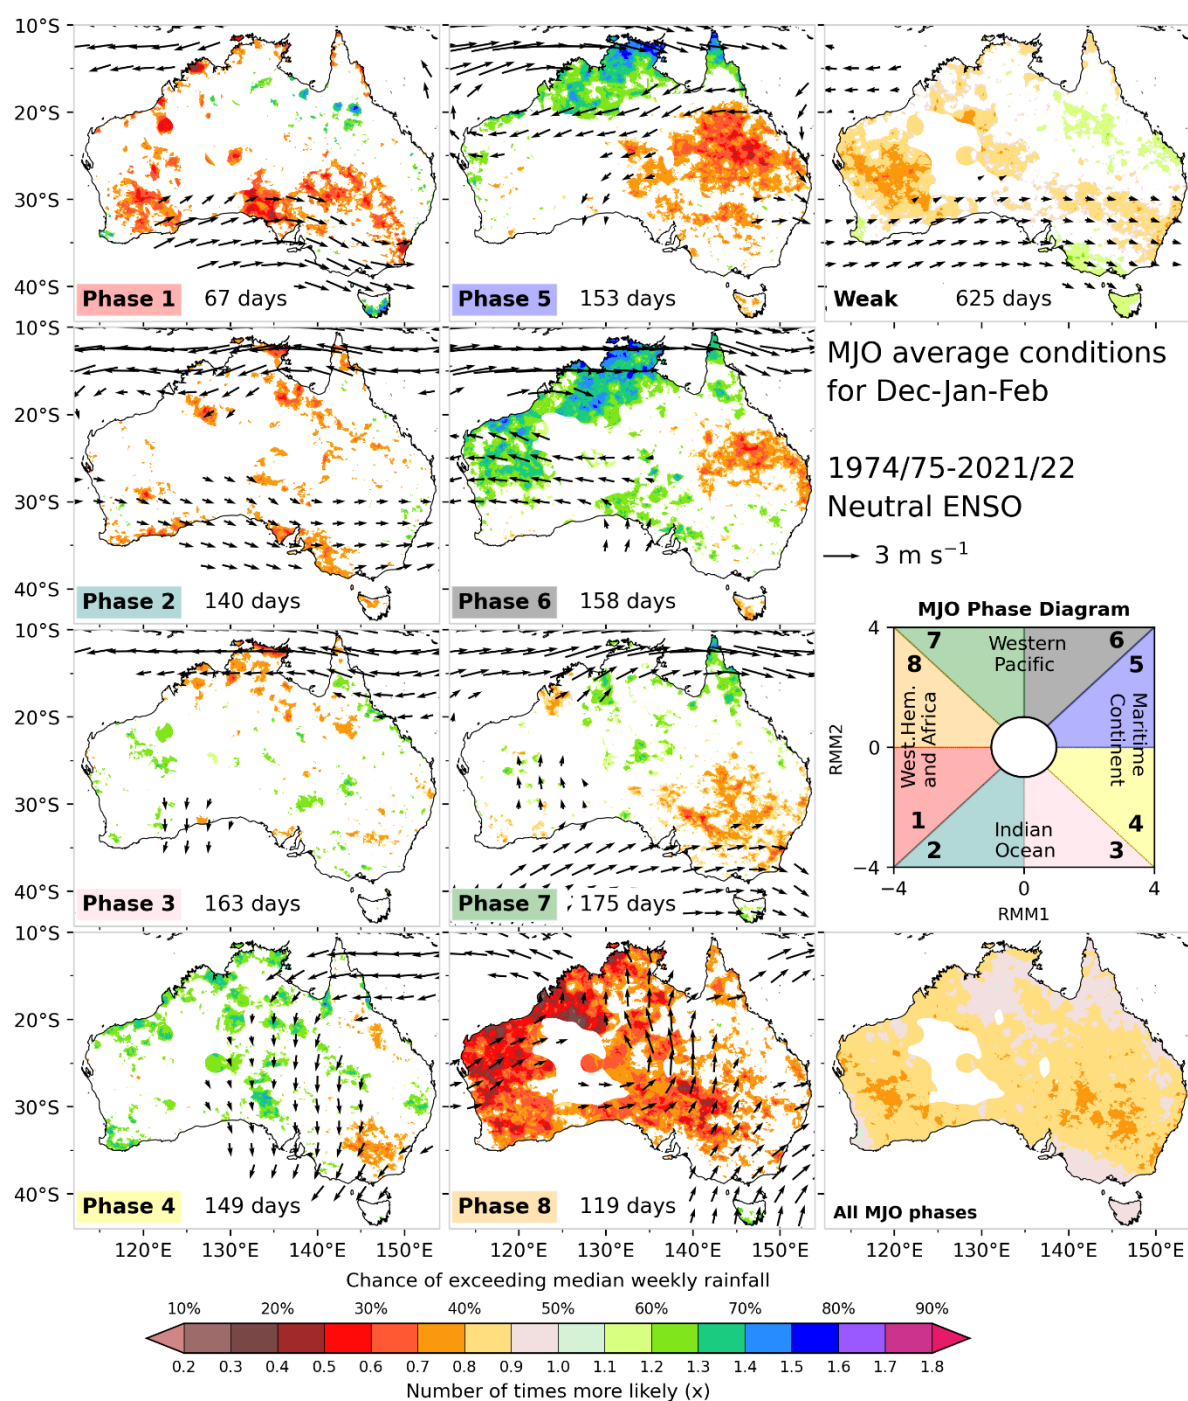 10°S
20°S
30°S
40°S
Phase 1 67 days
Phase 5 153 days
Weak 625 days
10°S
20°S
30°S
40°S
Phase 2 140 days
Phase 6 158 days
MJO average conditions
for Dec-Jan-Feb
1974/75-2021/22
Neutral ENSO
3 m s⁻¹
10°S
20°S
30°S
40°S
Phase 3 163 days
Phase 7 175 days
MJO Phase Diagram
4
0
−4
RMM2
7
Western
Pacific
6
8
5
West.Hem.
and Africa
Maritime
Continent
1
4
2
Indian
Ocean
3
−4 0 4
RMM1
10°S
20°S
30°S
40°S
Phase 4 149 days
Phase 8 119 days
All MJO phases
120°E 130°E 140°E 150°E
120°E 130°E 140°E 150°E
120°E 130°E 140°E 150°E
Chance of exceeding median weekly rainfall
10% 20% 30% 40% 50% 60% 70% 80% 90%
0.2 0.3 0.4 0.5 0.6 0.7 0.8 0.9 1.0 1.1 1.2 1.3 1.4 1.5 1.6 1.7 1.8
Number of times more likely (x)